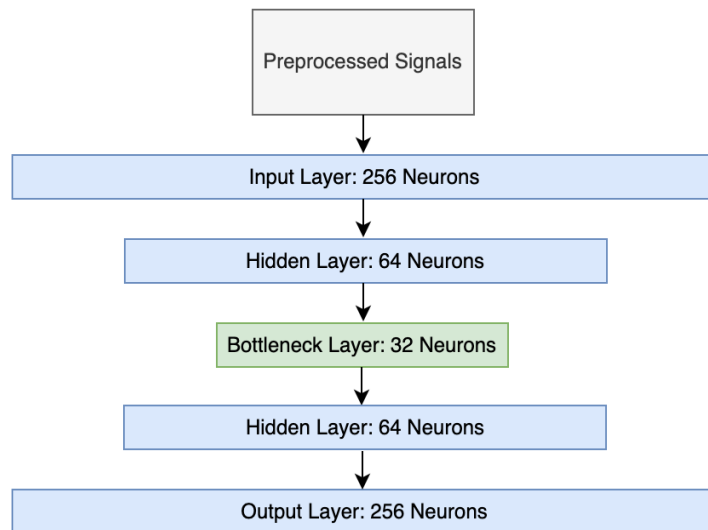 Preprocessed Signals
Input Layer: 256 Neurons
Hidden Layer: 64 Neurons
Bottleneck Layer: 32 Neurons
Hidden Layer: 64 Neurons
Output Layer: 256 Neurons